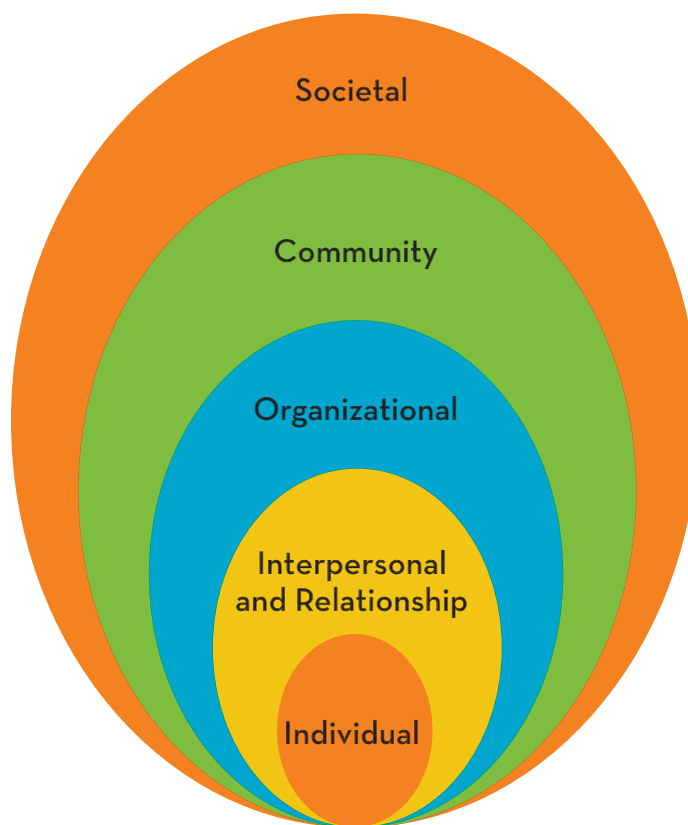 Societal
Community
Organizational
Interpersonal
and Relationship
Individual